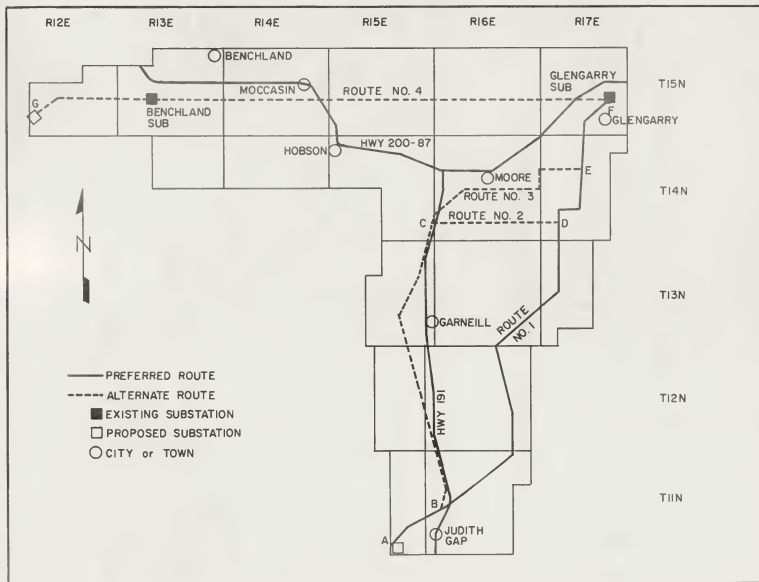 R12E R13E R14E R15E R16E R17E
BENCHLAND
GLENGARRY
SUB
T15N
MOCCASIN
ROUTE NO. 4
G
BENCHLAND
SUB
F
GLENGARRY
HWY 200-87
HOBSON
MOORE
E
T14N
ROUTE NO. 3
C
ROUTE NO. 2
D
N
T13N
GARNEILL
ROUTE
NO. 1
PREFERRED ROUTE
ALTERNATE ROUTE
EXISTING SUBSTATION
PROPOSED SUBSTATION
CITY or TOWN
HWY 191
T12N
B
T11N
A
JUDITH
GAP